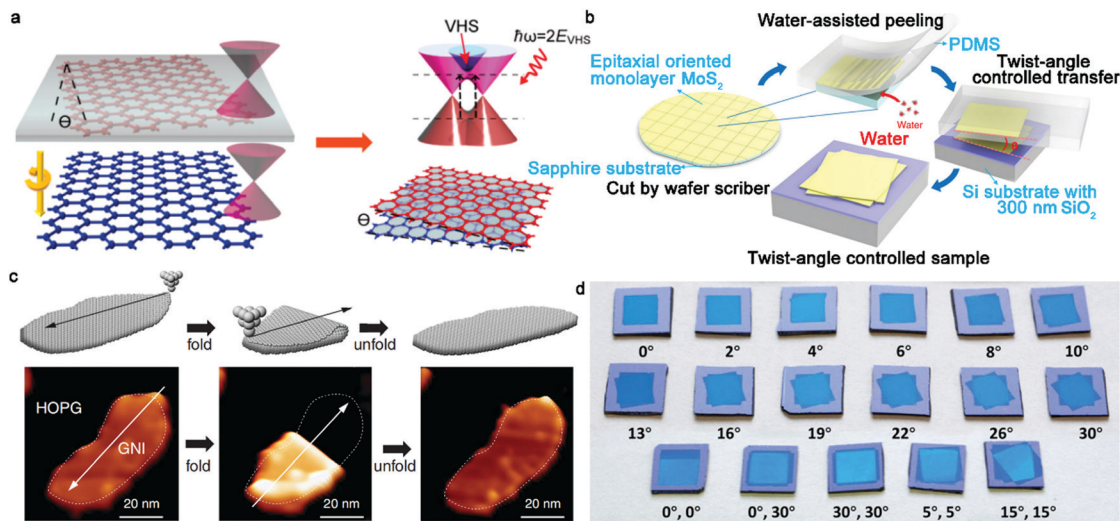 a
VHS
ħω=2E_VHS
Θ
Θ
b
Water-assisted peeling
PDMS
Epitaxial oriented
monolayer MoS₂
Twist-angle
controlled transfer
Water
Water
θ
Sapphire substrate
Cut by wafer scriber
Si substrate with
300 nm SiO₂
Twist-angle controlled sample
c
fold
unfold
HOPG
GNI
fold
unfold
20 nm
20 nm
20 nm
d
0° 2° 4° 6° 8° 10°
13° 16° 19° 22° 26° 30°
0°, 0° 0°, 30° 30°, 30° 5°, 5° 15°, 15°